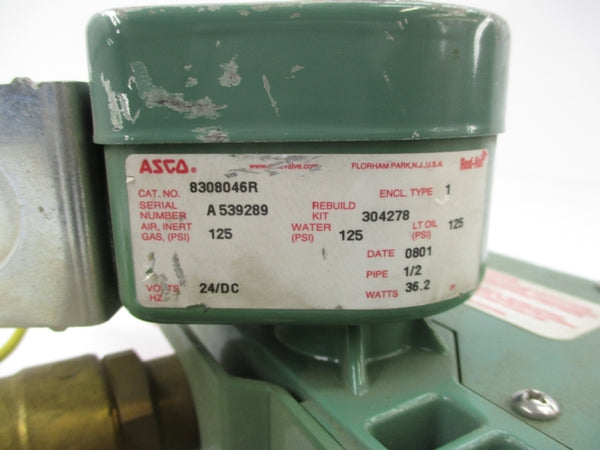 ASCO® FLORHAM PARK, N.J., U.S.A. Red-Hat
CAT. NO. 8308046R ENCL. TYPE 1
SERIAL NUMBER A 539289 REBUILD KIT 304278
AIR, INERT GAS, (PSI) 125 WATER (PSI) 125 LT OIL (PSI) 125
DATE 0801
PIPE 1/2
VOLTS HZ 24/DC WATTS 36.2